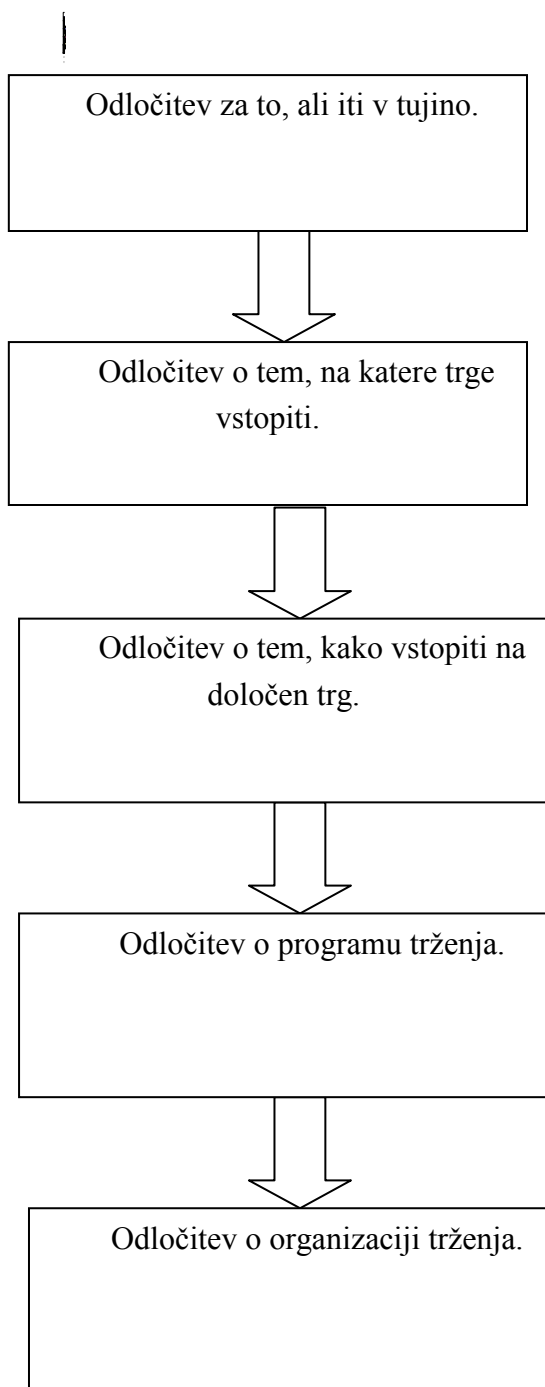 Odločitev za to, ali iti v tujino.
Odločitev o tem, na katere trge
vstopiti.
Odločitev o tem, kako vstopiti na
določen trg.
Odločitev o programu trženja.
Odločitev o organizaciji trženja.